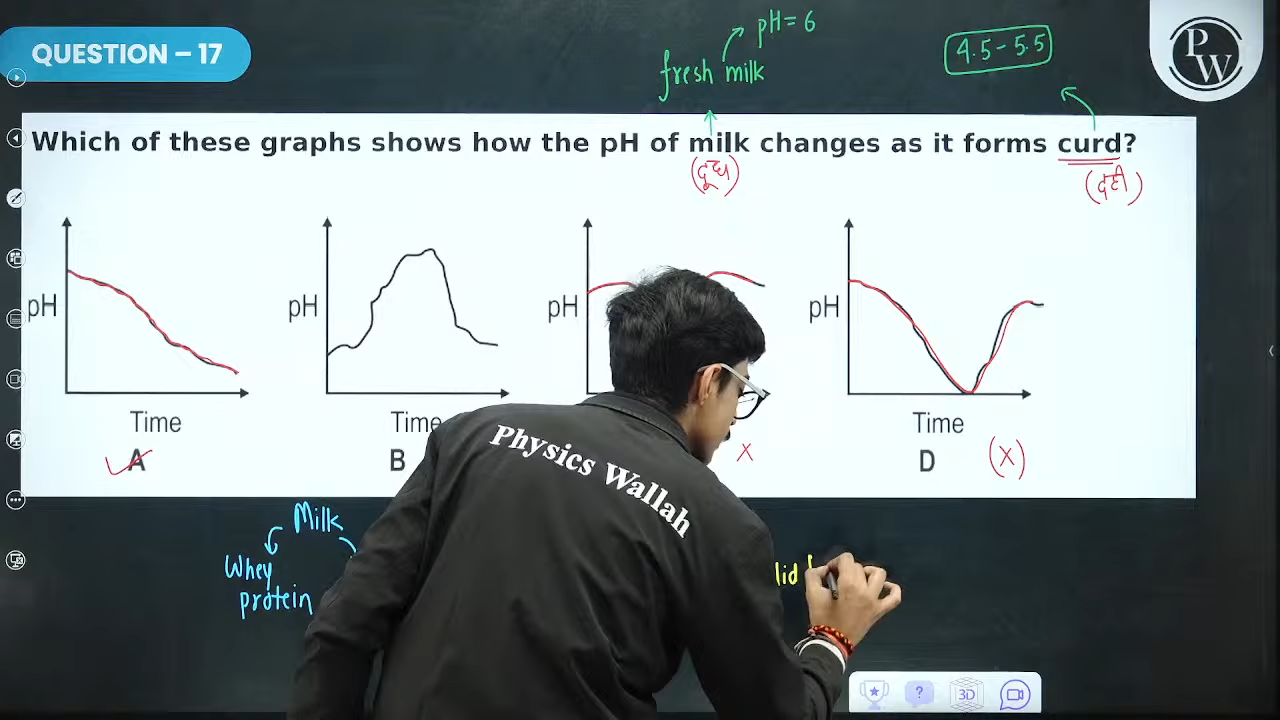 QUESTION – 17
fresh milk
pH = 6
4.5 - 5.5
P
W
Which of these graphs shows how the pH of milk changes as it forms curd?
(दूध)
(दही)
pH
Time
A
pH
Time
B
pH
X
pH
Time
D
(X)
Milk
Whey
protein
Physics Wallah
3D